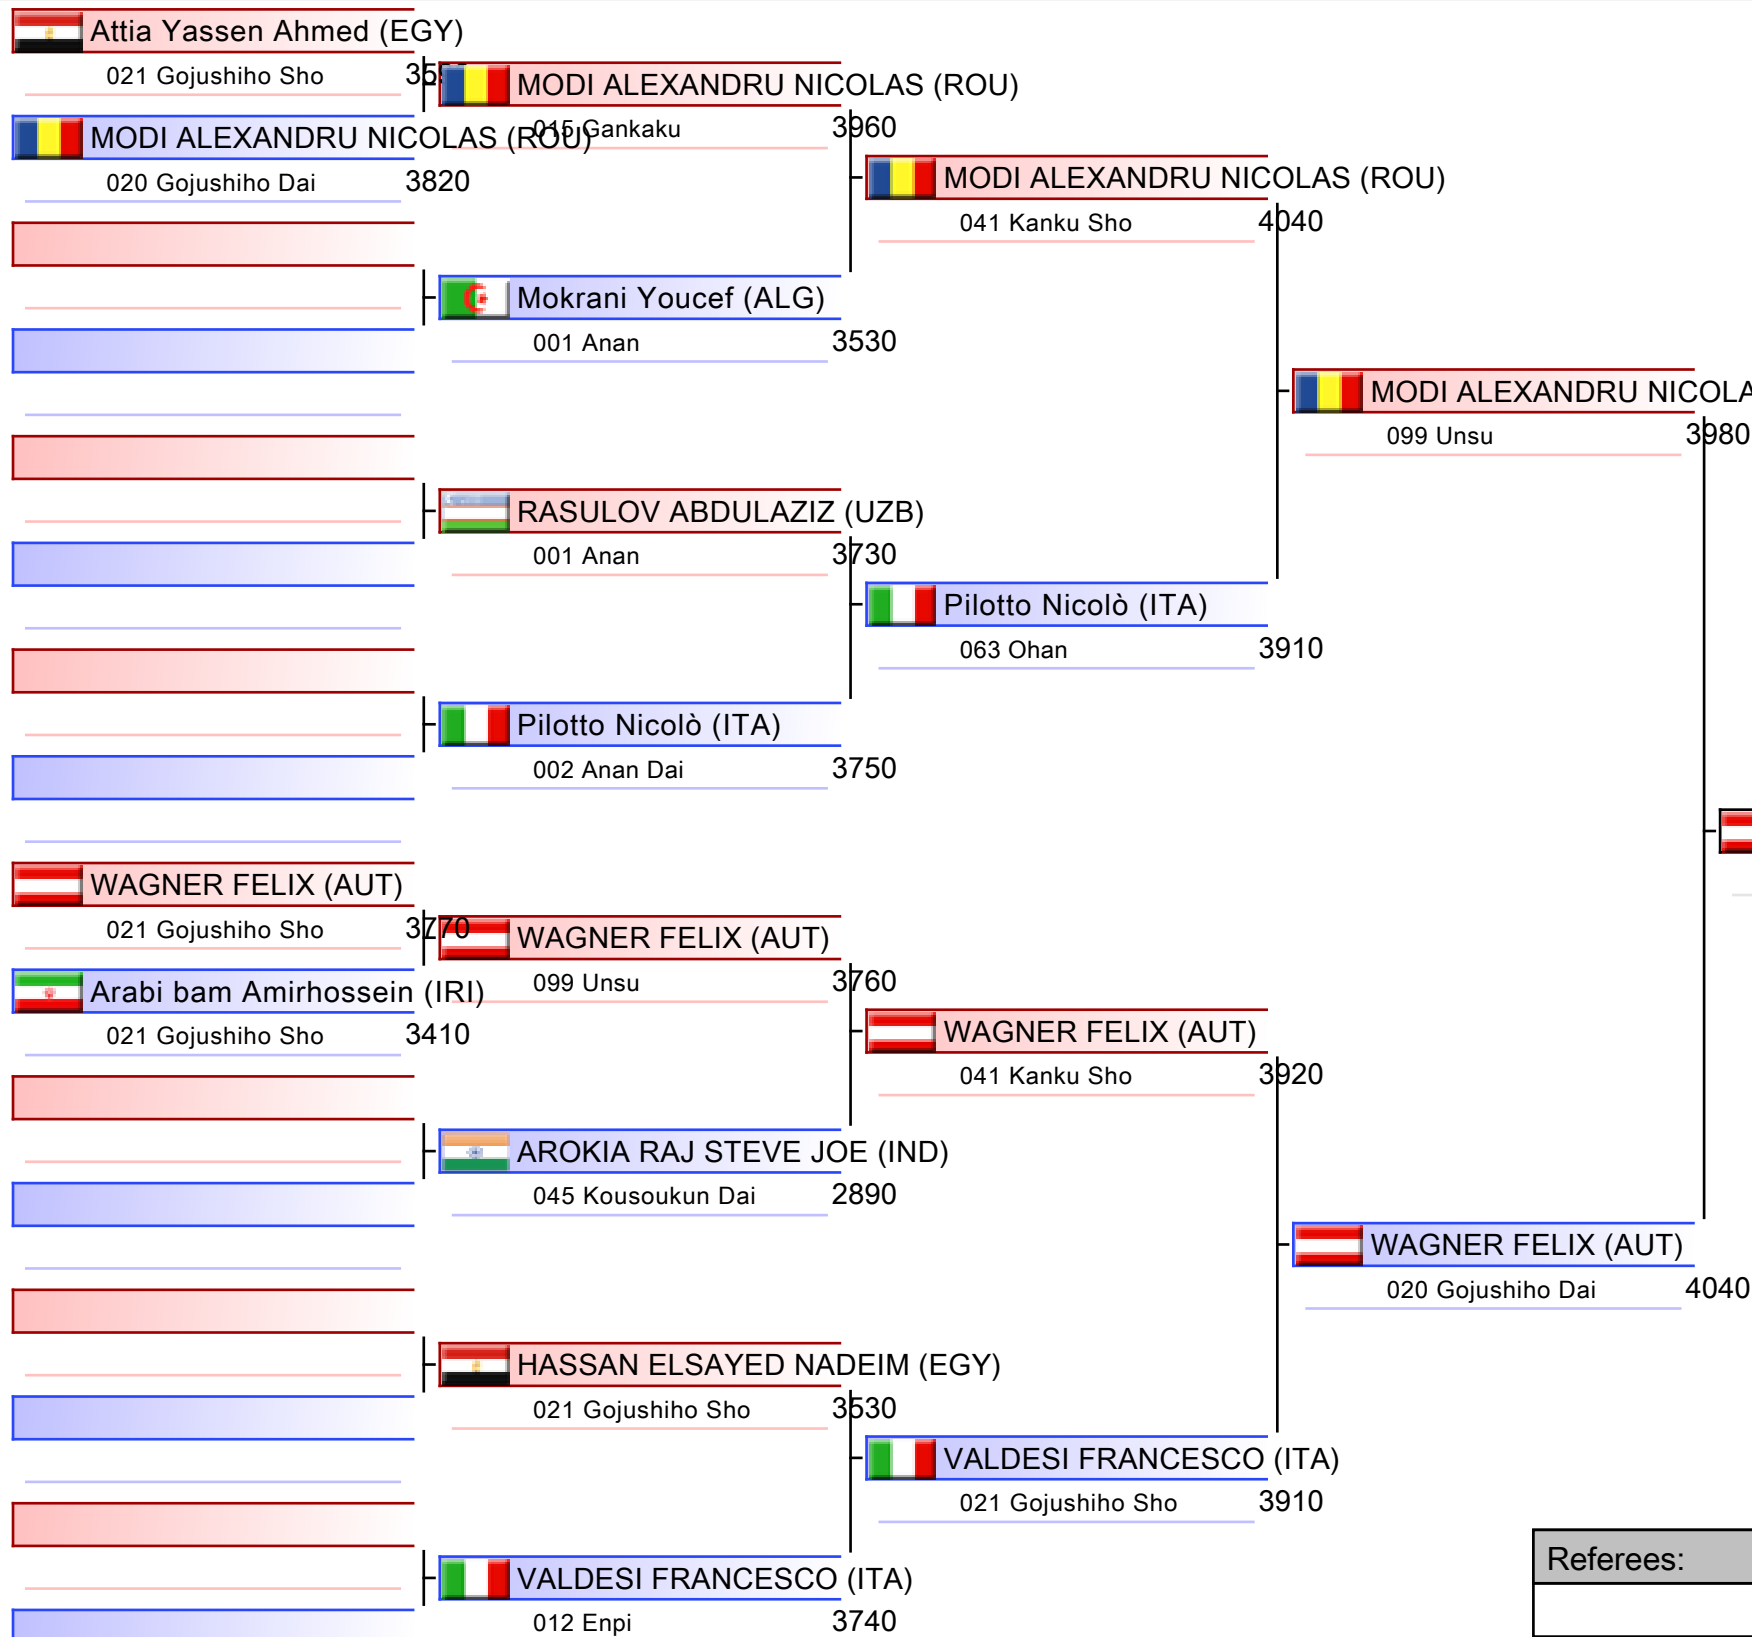 Attia Yassen Ahmed (EGY)
021 Gojushiho Sho
MODI ALEXANDRU NICOLAS (ROU)
020 Gojushiho Dai 3820
WAGNER FELIX (AUT)
021 Gojushiho Sho 3770
Arabi bam Amirhossein (IRI)
021 Gojushiho Sho 3410
MODI ALEXANDRU NICOLAS (ROU)
015 Gankaku 3960
Mokrani Youcef (ALG)
001 Anan 3530
RASULOV ABDULAZIZ (UZB)
001 Anan 3730
Pilotto Nicolò (ITA)
002 Anan Dai 3750
WAGNER FELIX (AUT)
099 Unsu 3760
AROKIA RAJ STEVE JOE (IND)
045 Kousoukun Dai 2890
HASSAN ELSAYED NADEIM (EGY)
021 Gojushiho Sho 3530
VALDESI FRANCESCO (ITA)
012 Enpi 3740
MODI ALEXANDRU NICOLAS (ROU)
041 Kanku Sho 4040
Pilotto Nicolò (ITA)
063 Ohan 3910
WAGNER FELIX (AUT)
041 Kanku Sho 3920
VALDESI FRANCESCO (ITA)
021 Gojushiho Sho 3910
MODI ALEXANDRU NICOLA
099 Unsu 3980
WAGNER FELIX (AUT)
020 Gojushiho Dai 4040
Referees: